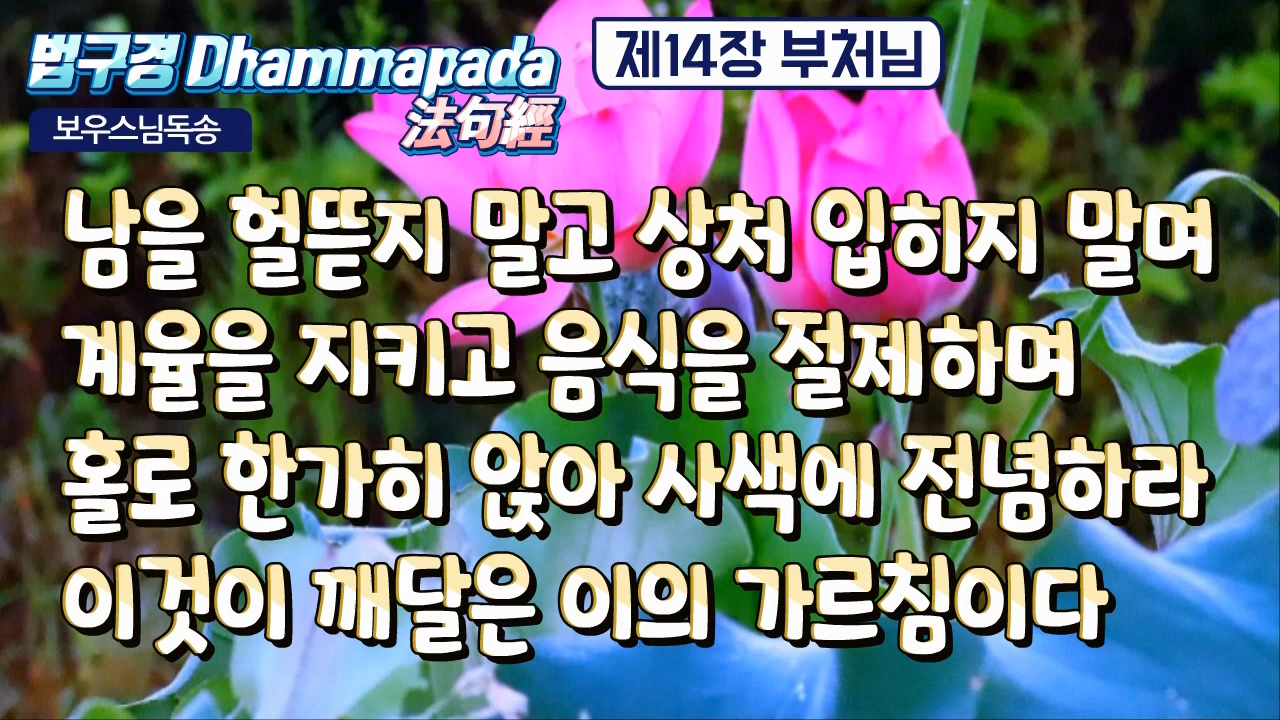 법구경 Dhammapada
法句經
보우스님독송
제14장 부처님
남을 헐뜯지 말고 상처 입히지 말며
계율을 지키고 음식을 절제하며
홀로 한가히 앉아 사색에 전념하라
이것이 깨달은 이의 가르침이다